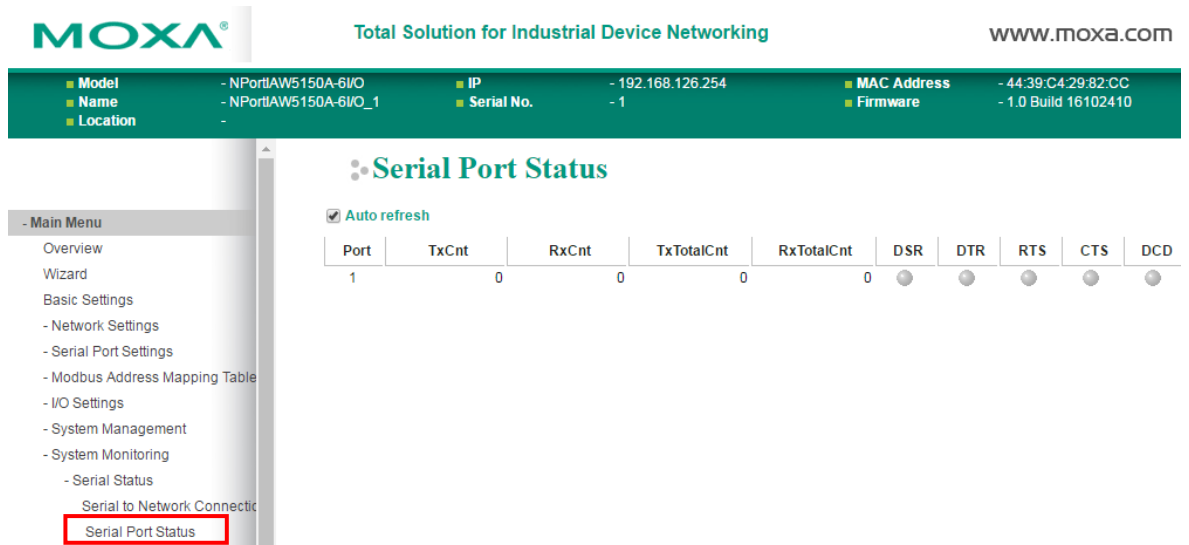 MOXA® Total Solution for Industrial Device Networking www.moxa.com
Model - NPortIAW5150A-6I/O IP - 192.168.126.254 MAC Address - 44:39:C4:29:82:CC
Name - NPortIAW5150A-6I/O_1 Serial No. - 1 Firmware - 1.0 Build 16102410
Location -
Serial Port Status
Auto refresh
Port TxCnt RxCnt TxTotalCnt RxTotalCnt DSR DTR RTS CTS DCD
1 0 0 0 0
- Main Menu
Overview
Wizard
Basic Settings
- Network Settings
- Serial Port Settings
- Modbus Address Mapping Table
- I/O Settings
- System Management
- System Monitoring
- Serial Status
Serial to Network Connectic
Serial Port Status